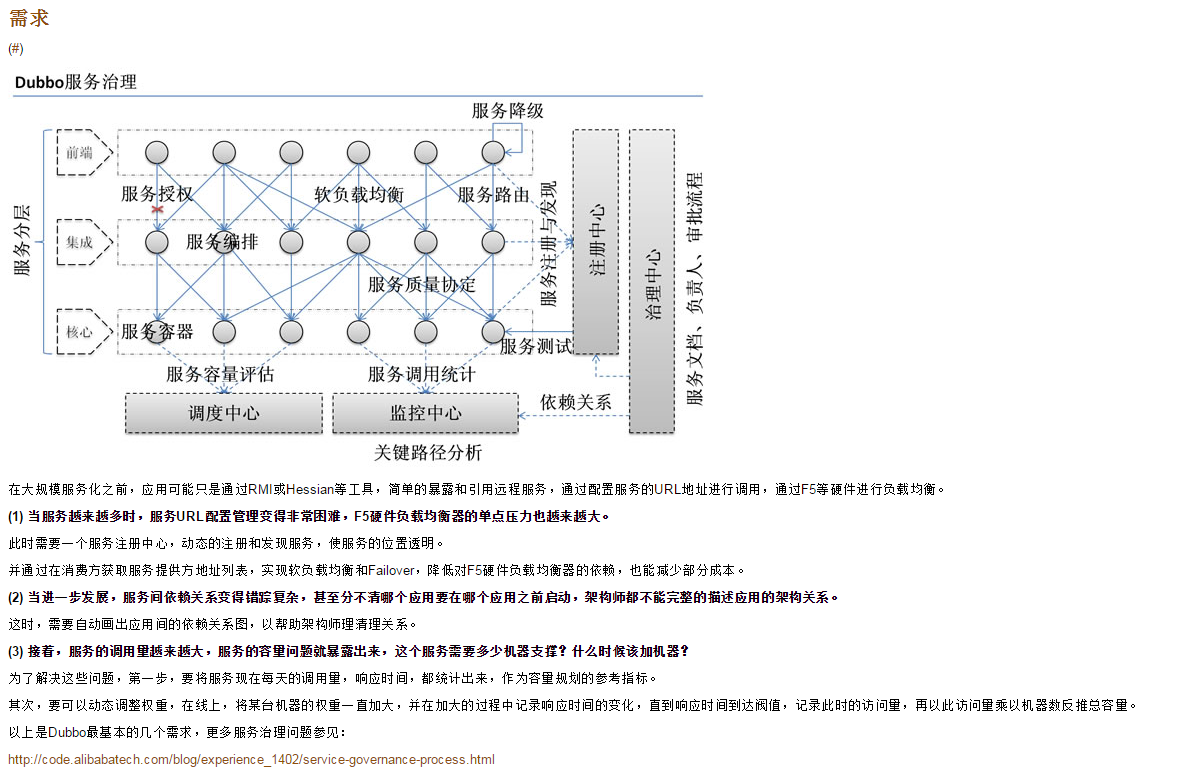 需求
(#)
Dubbo服务治理
服务降级
前端
服务授权
软负载均衡
服务路由
服务分层
集成
服务编排
服务注册与发现
注册中心
治理中心
服务文档、负责人、审批流程
服务质量协定
核心
服务容器
服务测试
服务容量评估
服务调用统计
调度中心
监控中心
依赖关系
关键路径分析
在大规模服务化之前，应用可能只是通过RMI或Hessian等工具，简单的暴露和引用远程服务，通过配置服务的URL地址进行调用，通过F5等硬件进行负载均衡。
(1) 当服务越来越多时，服务URL配置管理变得非常困难，F5硬件负载均衡器的单点压力也越来越大。
此时需要一个服务注册中心，动态的注册和发现服务，使服务的位置透明。
并通过在消费方获取服务提供方地址列表，实现软负载均衡和Failover，降低对F5硬件负载均衡器的依赖，也能减少部分成本。
(2) 当进一步发展，服务间依赖关系变得错踪复杂，甚至分不清哪个应用要在哪个应用之前启动，架构师都不能完整的描述应用的架构关系。
这时，需要自动画出应用间的依赖关系图，以帮助架构师理清理关系。
(3) 接着，服务的调用量越来越大，服务的容量问题就暴露出来，这个服务需要多少机器支撑？什么时候该加机器？
为了解决这些问题，第一步，要将服务现在每天的调用量，响应时间，都统计出来，作为容量规划的参考指标。
其次，要可以动态调整权重，在线上，将某台机器的权重一直加大，并在加大的过程中记录响应时间的变化，直到响应时间到达阀值，记录此时的访问量，再以此访问量乘以机器数反推总容量。
以上是Dubbo最基本的几个需求，更多服务治理问题参见：
http://code.alibabatech.com/blog/experience_1402/service-governance-process.html